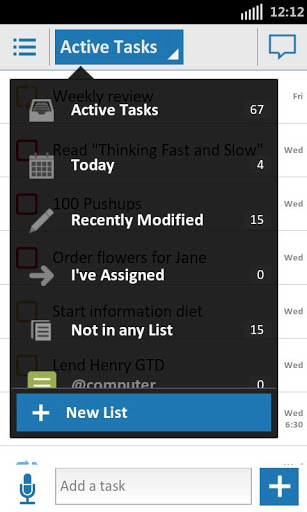 12:12
Active Tasks
Weekly review
Fri
Active Tasks 67
Read "Thinking Fast and Slow"
Wed
Today 4
100 Pushups
Wed
Recently Modified 15
Order flowers for Jane
Wed
I've Assigned 0
Start information diet
Wed
Not in any List 15
Lend Henry GTD
Wed
@computer 0
New List
Wed
6:30
Wed
Add a task